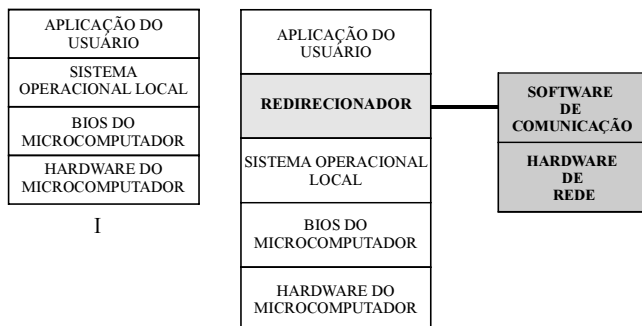 APLICAÇÃO DO
USUÁRIO
SISTEMA
OPERACIONAL LOCAL
BIOS DO
MICROCOMPUTADOR
HARDWARE DO
MICROCOMPUTADOR
I
APLICAÇÃO DO
USUÁRIO
REDIRECIONADOR
SISTEMA OPERACIONAL
LOCAL
BIOS DO
MICROCOMPUTADOR
HARDWARE DO
MICROCOMPUTADOR
SOFTWARE
DE
COMUNICAÇÃO
HARDWARE
DE
REDE